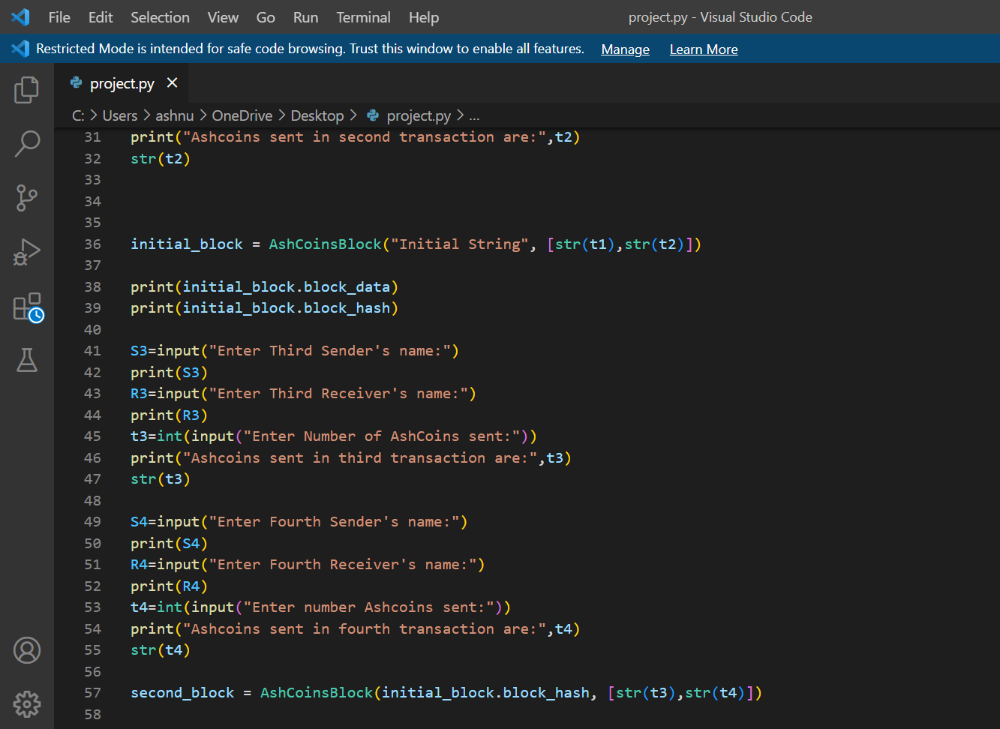 File Edit Selection View Go Run Terminal Help project.py - Visual Studio Code
Restricted Mode is intended for safe code browsing. Trust this window to enable all features. Manage Learn More
project.py
C: > Users > ashnu > OneDrive > Desktop > project.py > ...
31 print("Ashcoins sent in second transaction are:",t2)
32 str(t2)
33
34
35
36 initial_block = AshCoinsBlock("Initial String", [str(t1),str(t2)])
37
38 print(initial_block.block_data)
39 print(initial_block.block_hash)
40
41 S3=input("Enter Third Sender's name:")
42 print(S3)
43 R3=input("Enter Third Receiver's name:")
44 print(R3)
45 t3=int(input("Enter Number of AshCoins sent:"))
46 print("Ashcoins sent in third transaction are:",t3)
47 str(t3)
48
49 S4=input("Enter Fourth Sender's name:")
50 print(S4)
51 R4=input("Enter Fourth Receiver's name:")
52 print(R4)
53 t4=int(input("Enter number Ashcoins sent:"))
54 print("Ashcoins sent in fourth transaction are:",t4)
55 str(t4)
56
57 second_block = AshCoinsBlock(initial_block.block_hash, [str(t3),str(t4)])
58